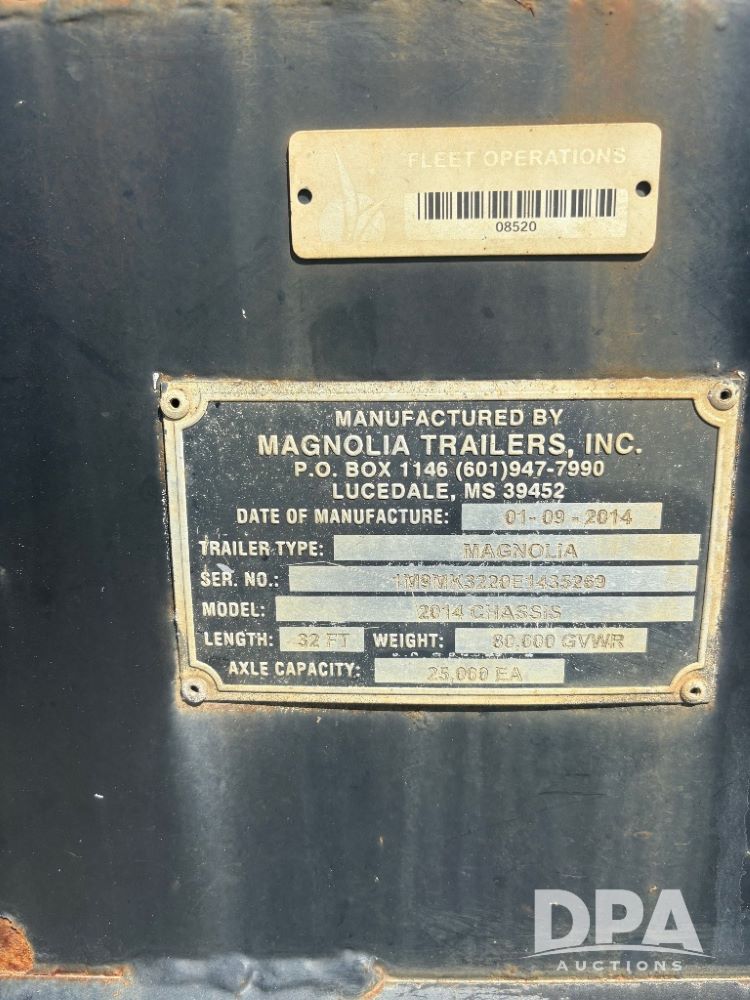 FLEET OPERATIONS
08520
MANUFACTURED BY
MAGNOLIA TRAILERS, INC.
P.O. BOX 1146 (601)947-7990
LUCEDALE, MS 39452
DATE OF MANUFACTURE: 01-09-2014
TRAILER TYPE: MAGNOLIA
SER. NO.: 1M9MK3220E1435269
MODEL: 2014 CHASSIS
LENGTH: 32 FT WEIGHT: 80,000 GVWR
AXLE CAPACITY: 25,000 EA
DPA
AUCTIONS